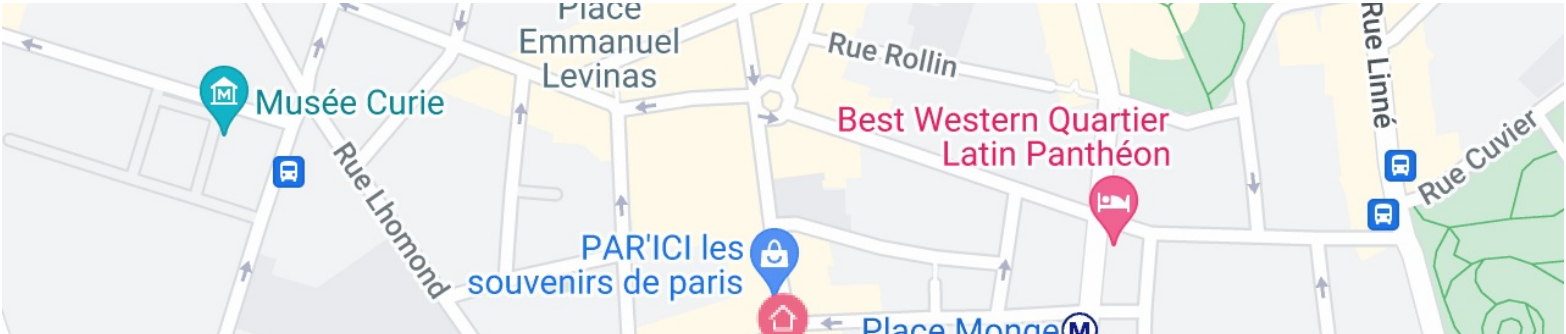 Place
Emmanuel
Levinas
Rue Rollin
Rue Linné
Musée Curie
Best Western Quartier
Latin Panthéon
Rue Cuvier
Rue Lhomond
PAR'ICI les
souvenirs de paris
Place Monge
M